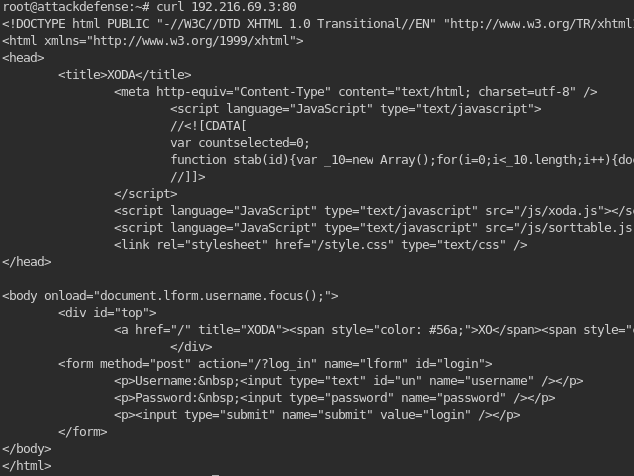 root@attackdefense:~# curl 192.216.69.3:80
<!DOCTYPE html PUBLIC "-//W3C//DTD XHTML 1.0 Transitional//EN" "http://www.w3.org/TR/xhtml
<html xmlns="http://www.w3.org/1999/xhtml">
<head>
<title>XODA</title>
<meta http-equiv="Content-Type" content="text/html; charset=utf-8" />
<script language="JavaScript" type="text/javascript">
//<![CDATA[
var countselected=0;
function stab(id){var _10=new Array();for(i=0;i<_10.length;i++){doc
//]]>
</script>
<script language="JavaScript" type="text/javascript" src="/js/xoda.js"></sc
<script language="JavaScript" type="text/javascript" src="/js/sorttable.js
<link rel="stylesheet" href="/style.css" type="text/css" />
</head>
<body onload="document.lform.username.focus();">
<div id="top">
<a href="/" title="XODA"><span style="color: #56a;">XO</span><span style="c
</div>
<form method="post" action="/?log_in" name="lform" id="login">
<p>Username:&nbsp;<input type="text" id="un" name="username" /></p>
<p>Password:&nbsp;<input type="password" name="password" /></p>
<p><input type="submit" name="submit" value="login" /></p>
</form>
</body>
</html>